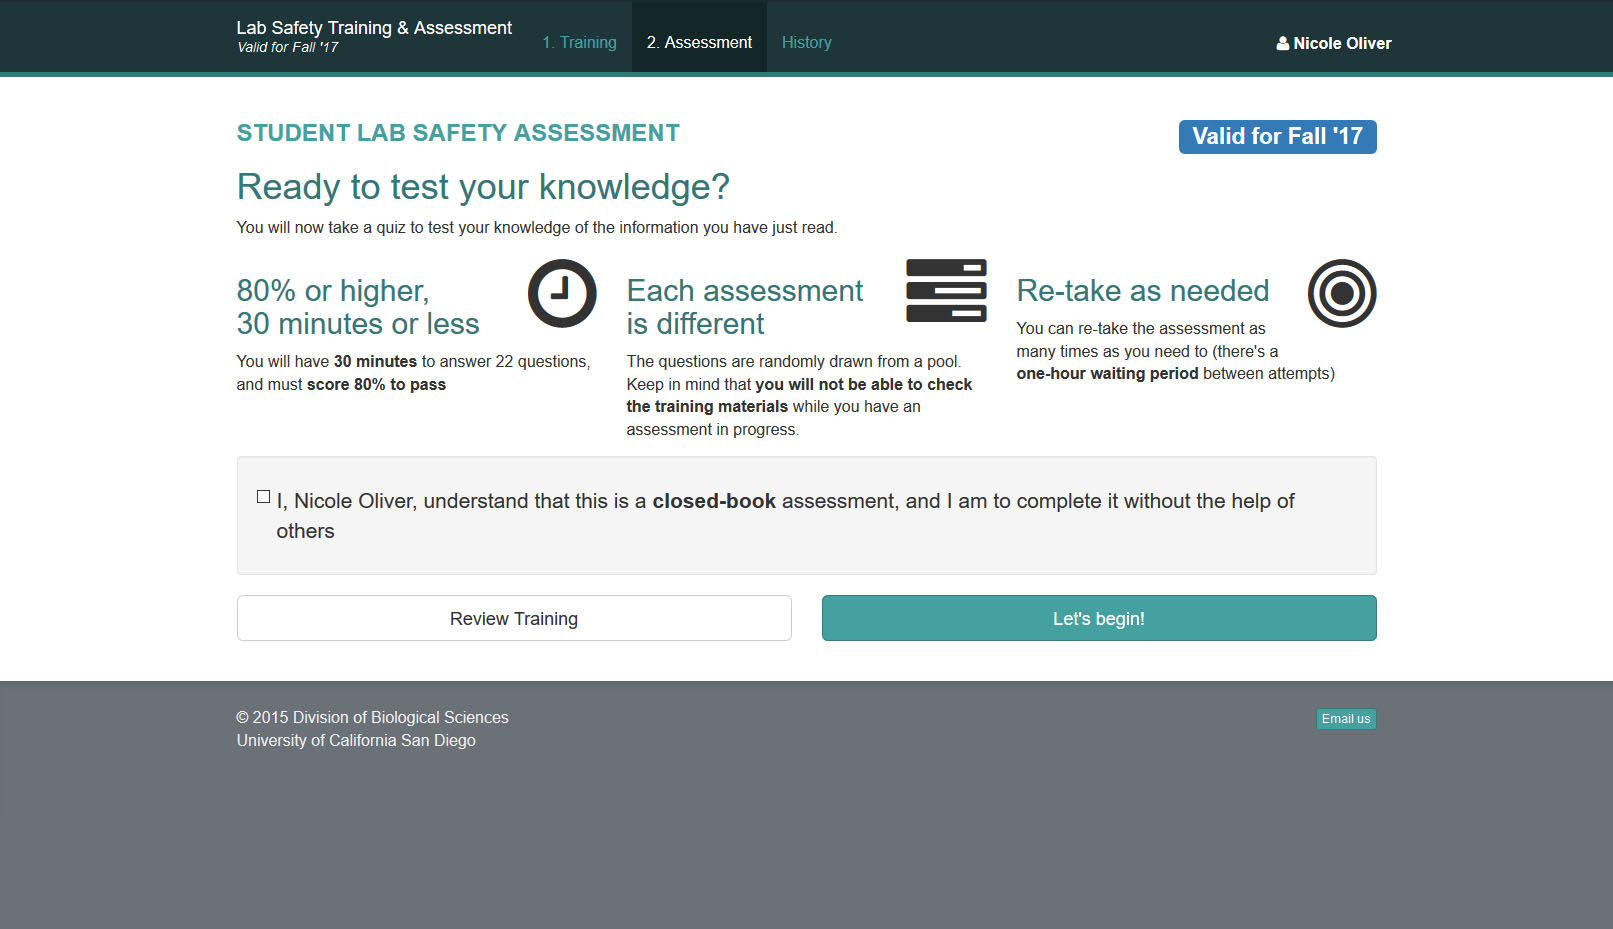 Lab Safety Training & Assessment
Valid for Fall '17
1. Training
2. Assessment
History
Nicole Oliver
STUDENT LAB SAFETY ASSESSMENT
Valid for Fall '17
Ready to test your knowledge?
You will now take a quiz to test your knowledge of the information you have just read.
80% or higher,
30 minutes or less
You will have 30 minutes to answer 22 questions,
and must score 80% to pass
Each assessment
is different
The questions are randomly drawn from a pool.
Keep in mind that you will not be able to check
the training materials while you have an
assessment in progress.
Re-take as needed
You can re-take the assessment as
many times as you need to (there's a
one-hour waiting period between attempts)
I, Nicole Oliver, understand that this is a closed-book assessment, and I am to complete it without the help of
others
Review Training
Let's begin!
© 2015 Division of Biological Sciences
University of California San Diego
Email us